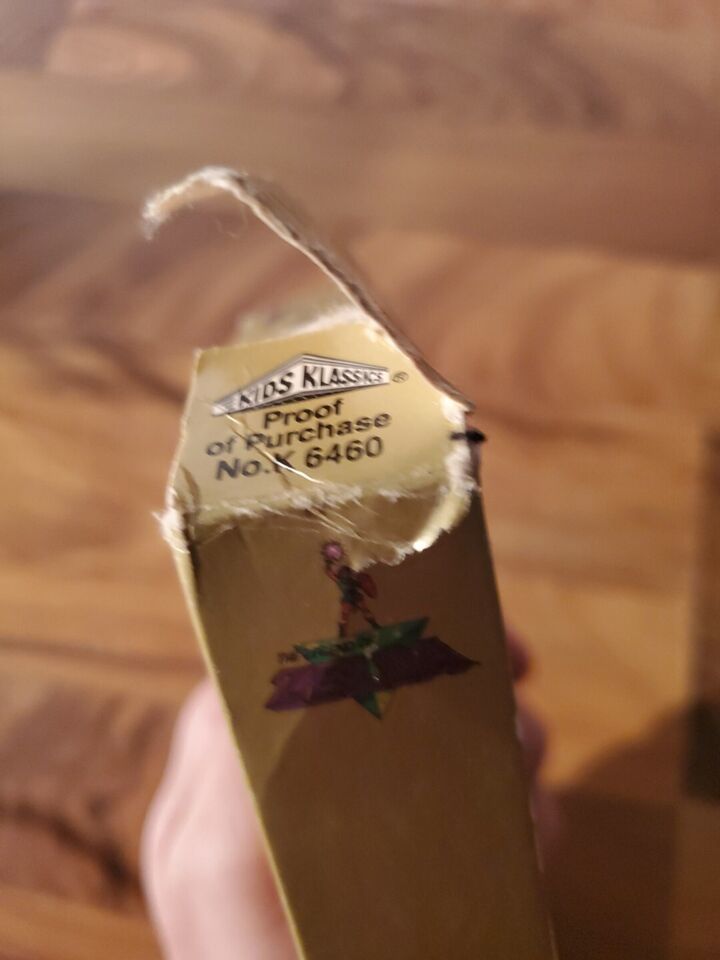 KIDS KLASSICS ®
Proof
of Purchase
No.K 6460